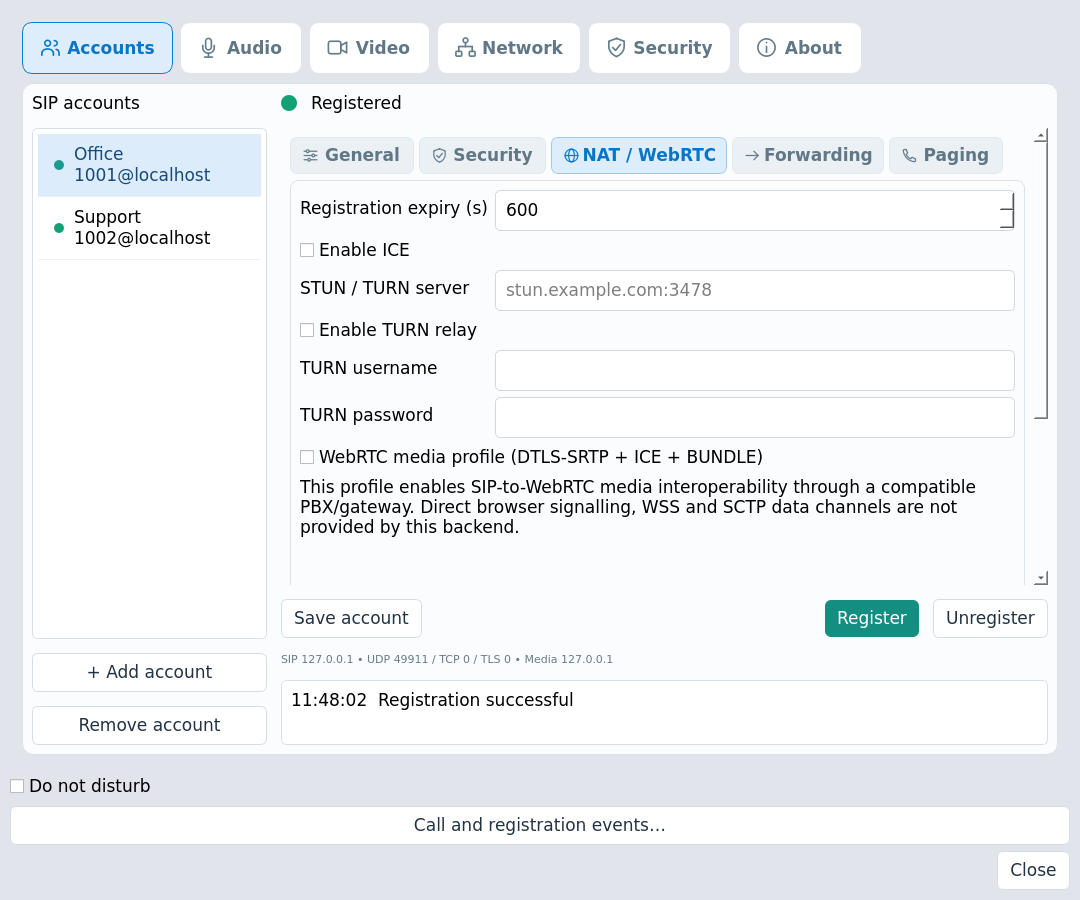 Accounts
Audio
Video
Network
Security
About
SIP accounts
Registered
Office
1001@localhost
Support
1002@localhost
General
Security
NAT / WebRTC
Forwarding
Paging
Registration expiry (s)
600
Enable ICE
STUN / TURN server
stun.example.com:3478
Enable TURN relay
TURN username
TURN password
WebRTC media profile (DTLS-SRTP + ICE + BUNDLE)
This profile enables SIP-to-WebRTC media interoperability through a compatible
PBX/gateway. Direct browser signalling, WSS and SCTP data channels are not
provided by this backend.
Save account
Register
Unregister
SIP 127.0.0.1 • UDP 49911 / TCP 0 / TLS 0 • Media 127.0.0.1
+ Add account
11:48:02  Registration successful
Remove account
Do not disturb
Call and registration events…
Close